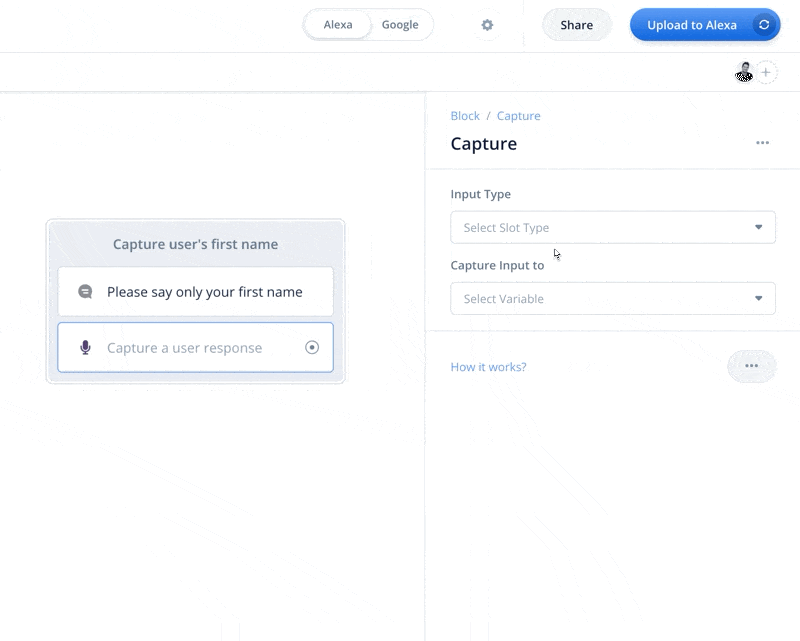 Alexa Google Share Upload to Alexa
Block / Capture
Capture
Input Type
Select Slot Type
Capture Input to
Select Variable
How it works?
Capture user's first name
Please say only your first name
Capture a user response